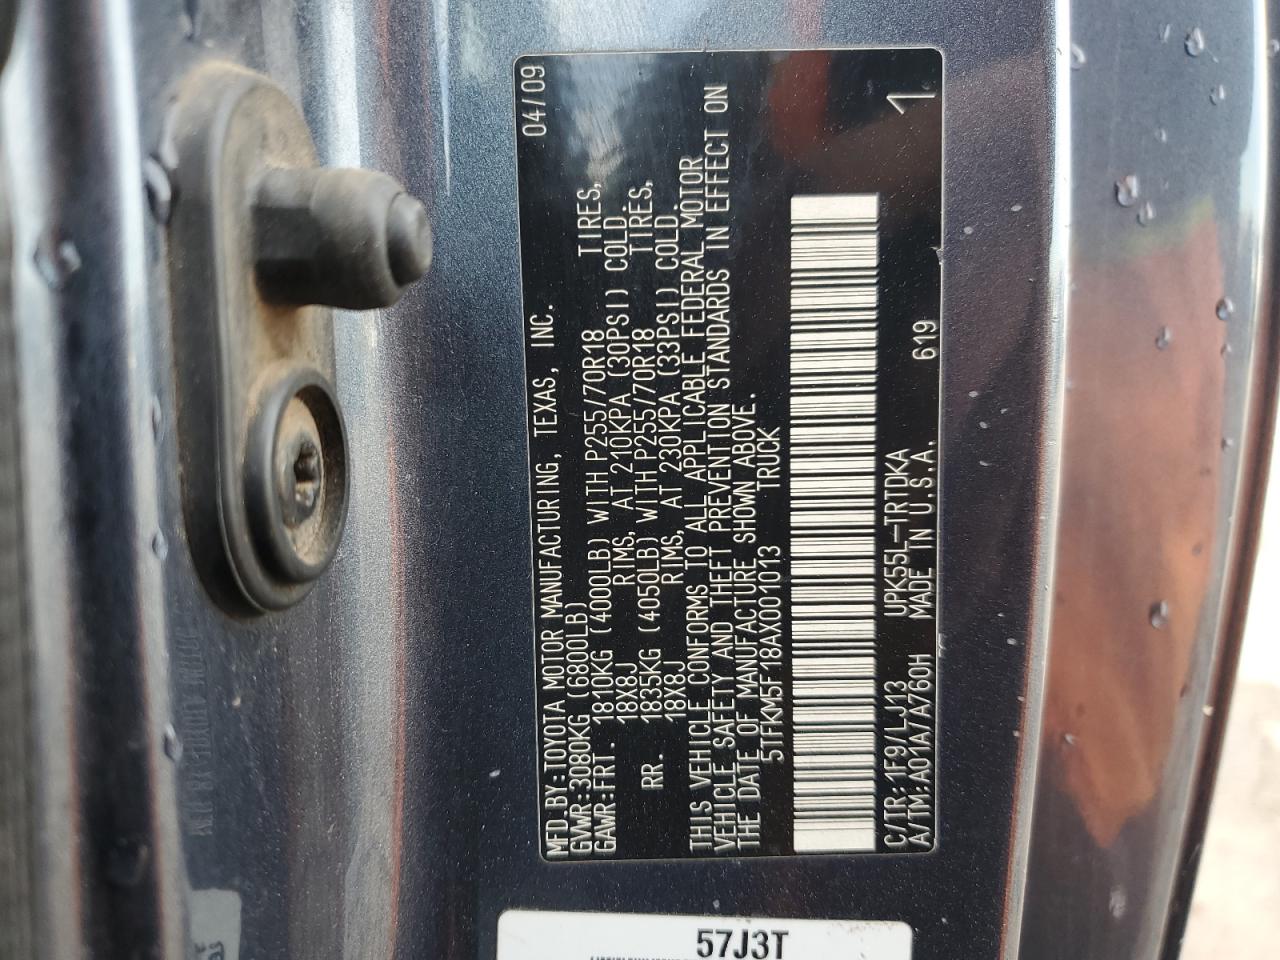 MFD. BY: TOYOTA MOTOR MANUFACTURING, TEXAS, INC. 04/09
GVWR: 3080KG (6800LB)
GAWR: FRT. 1810KG (4000LB) WITH P255/70R18 TIRES,
18X8J RIMS, AT 210KPA (30PSI) COLD.
RR. 1835KG (4050LB) WITH P255/70R18 TIRES,
18X8J RIMS, AT 230KPA (33PSI) COLD.
THIS VEHICLE CONFORMS TO ALL APPLICABLE FEDERAL MOTOR
VEHICLE SAFETY AND THEFT PREVENTION STANDARDS IN EFFECT ON
THE DATE OF MANUFACTURE SHOWN ABOVE.
5TFKM5F18AX001013 TRUCK
C/TR: 1F9/LJ13 UPK55L-TRTDKA 1
A/TM: A01A/A760H MADE IN U.S.A. 619
57J3T